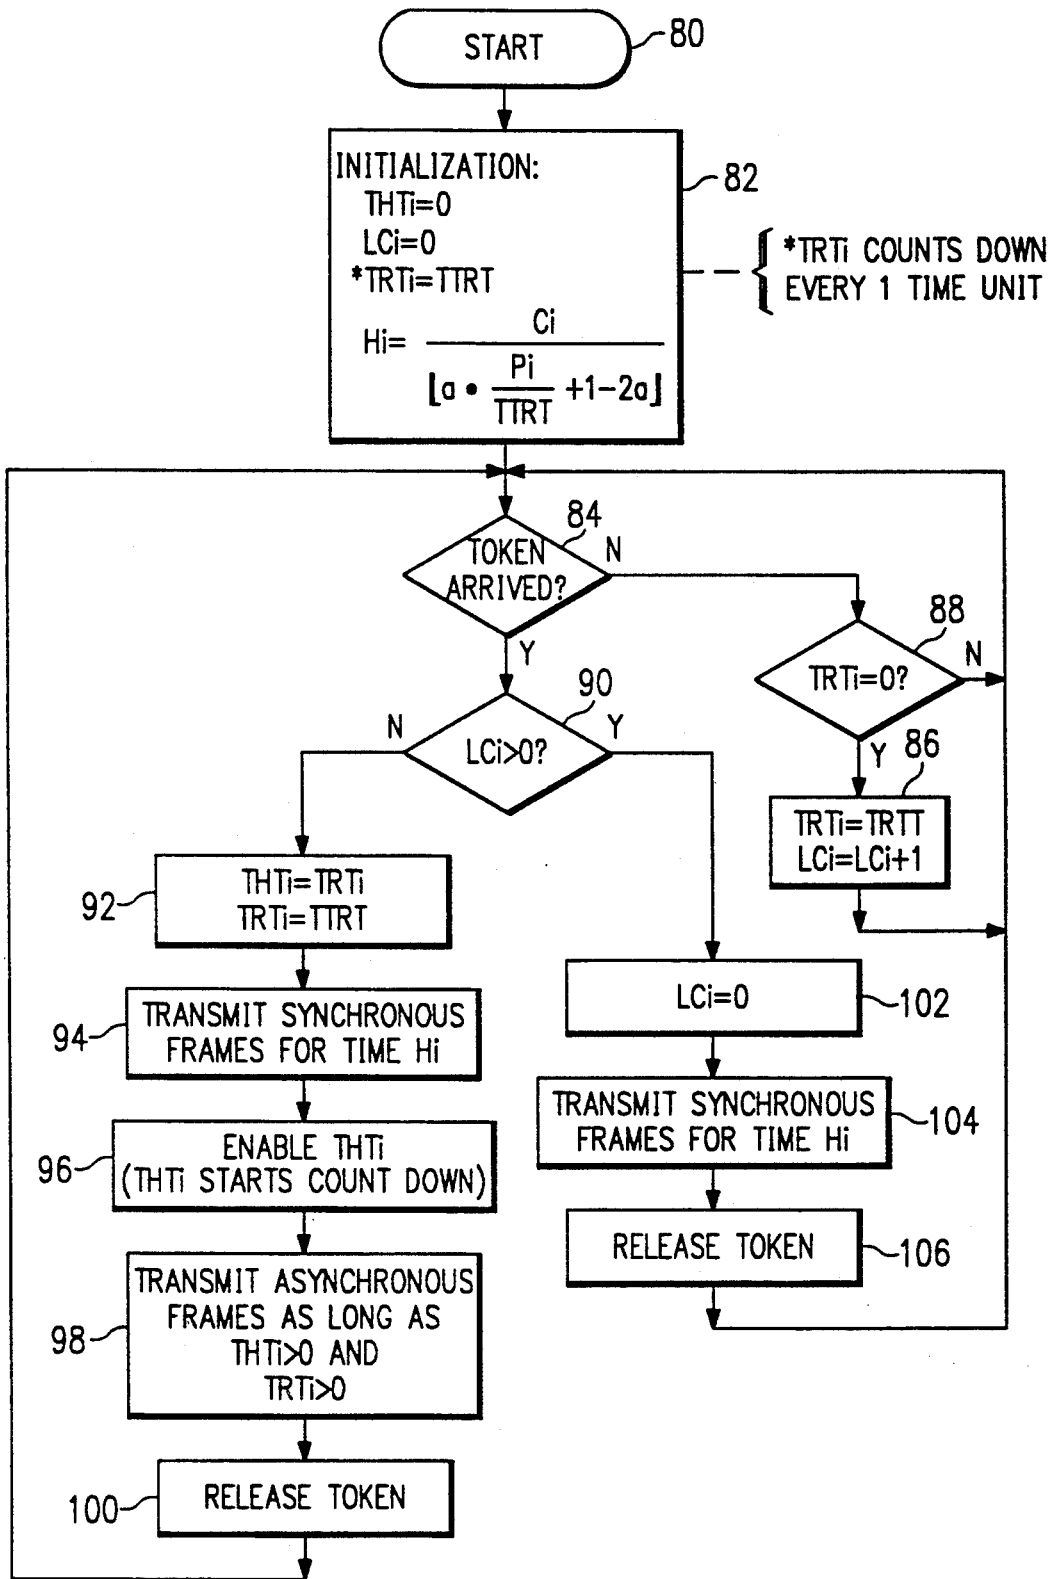 START
80
INITIALIZATION:
THTi=0
LCi=0
*TRTi=TTRT
Hi= Ci
⌊a • Pi
TTRT +1−2a⌋
82
*TRTi COUNTS DOWN
EVERY 1 TIME UNIT
84
TOKEN
ARRIVED?
N
Y
88
TRTi=0?
N
Y
86
TRTi=TRTT
LCi=LCi+1
90
N
LCi>0?
Y
92
THTi=TRTi
TRTi=TTRT
94
TRANSMIT SYNCHRONOUS
FRAMES FOR TIME Hi
96
ENABLE THTi
(THTi STARTS COUNT DOWN)
98
TRANSMIT ASYNCHRONOUS
FRAMES AS LONG AS
THTi>0 AND
TRTi>0
100
RELEASE TOKEN
LCi=0
102
TRANSMIT SYNCHRONOUS
FRAMES FOR TIME Hi
104
RELEASE TOKEN
106